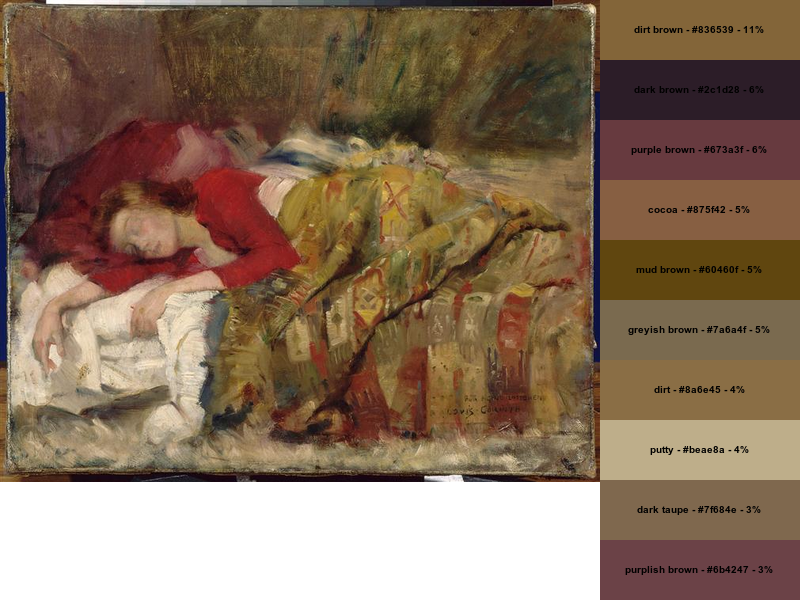 dirt brown - #836539 - 11%
dark brown - #2c1d28 - 6%
purple brown - #673a3f - 6%
cocoa - #875f42 - 5%
mud brown - #60460f - 5%
greyish brown - #7a6a4f - 5%
dirt - #8a6e45 - 4%
putty - #beae8a - 4%
dark taupe - #7f684e - 3%
purplish brown - #6b4247 - 3%
LOVIS